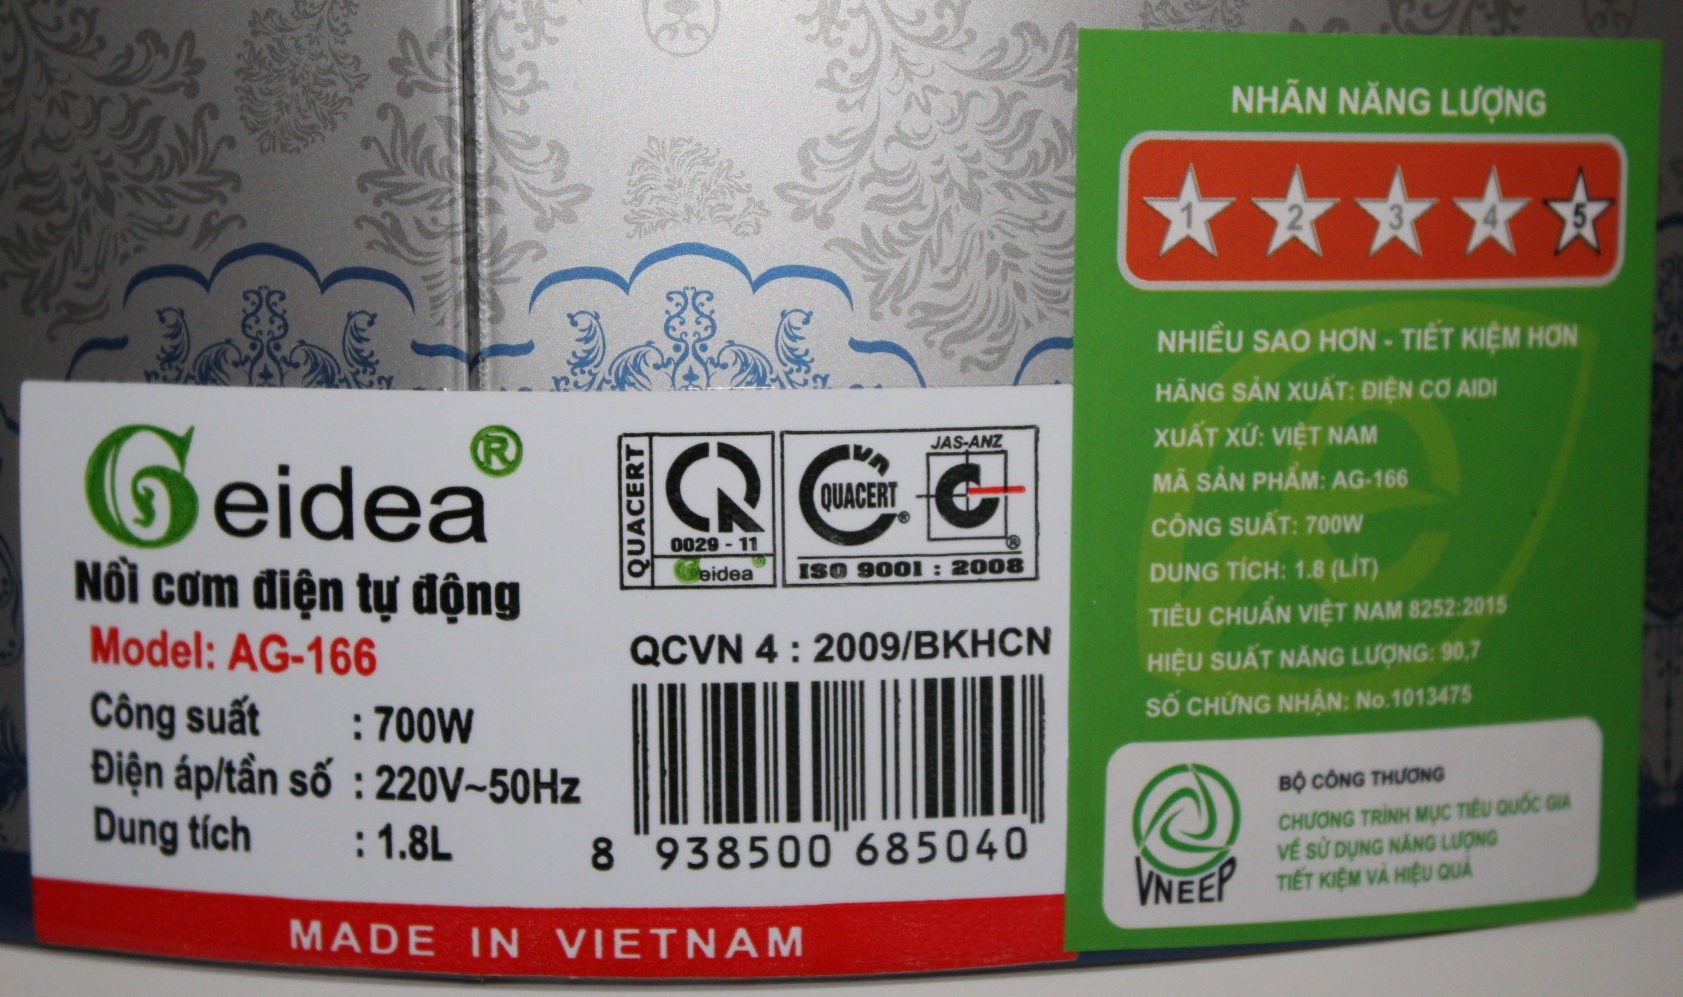 Geidea®
Nồi cơm điện tự động
Model: AG-166
Công suất : 700W
Điện áp/tần số : 220V~50Hz
Dung tích : 1.8L
QUACERT
0029 - 11
Geidea®
VN
QUACERT®
JAS-ANZ
®
ISO 9001 : 2008
QCVN 4 : 2009/BKHCN
8 938500 685040
MADE IN VIETNAM
NHÃN NĂNG LƯỢNG
1 2 3 4 5
NHIỀU SAO HƠN - TIẾT KIỆM HƠN
HÃNG SẢN XUẤT: ĐIỆN CƠ AIDI
XUẤT XỨ: VIỆT NAM
MÃ SẢN PHẨM: AG-166
CÔNG SUẤT: 700W
DUNG TÍCH: 1.8 (LÍT)
TIÊU CHUẨN VIỆT NAM 8252:2015
HIỆU SUẤT NĂNG LƯỢNG: 90,7
SỐ CHỨNG NHẬN: No.1013475
VNEEP
BỘ CÔNG THƯƠNG
CHƯƠNG TRÌNH MỤC TIÊU QUỐC GIA
VỀ SỬ DỤNG NĂNG LƯỢNG
TIẾT KIỆM VÀ HIỆU QUẢ